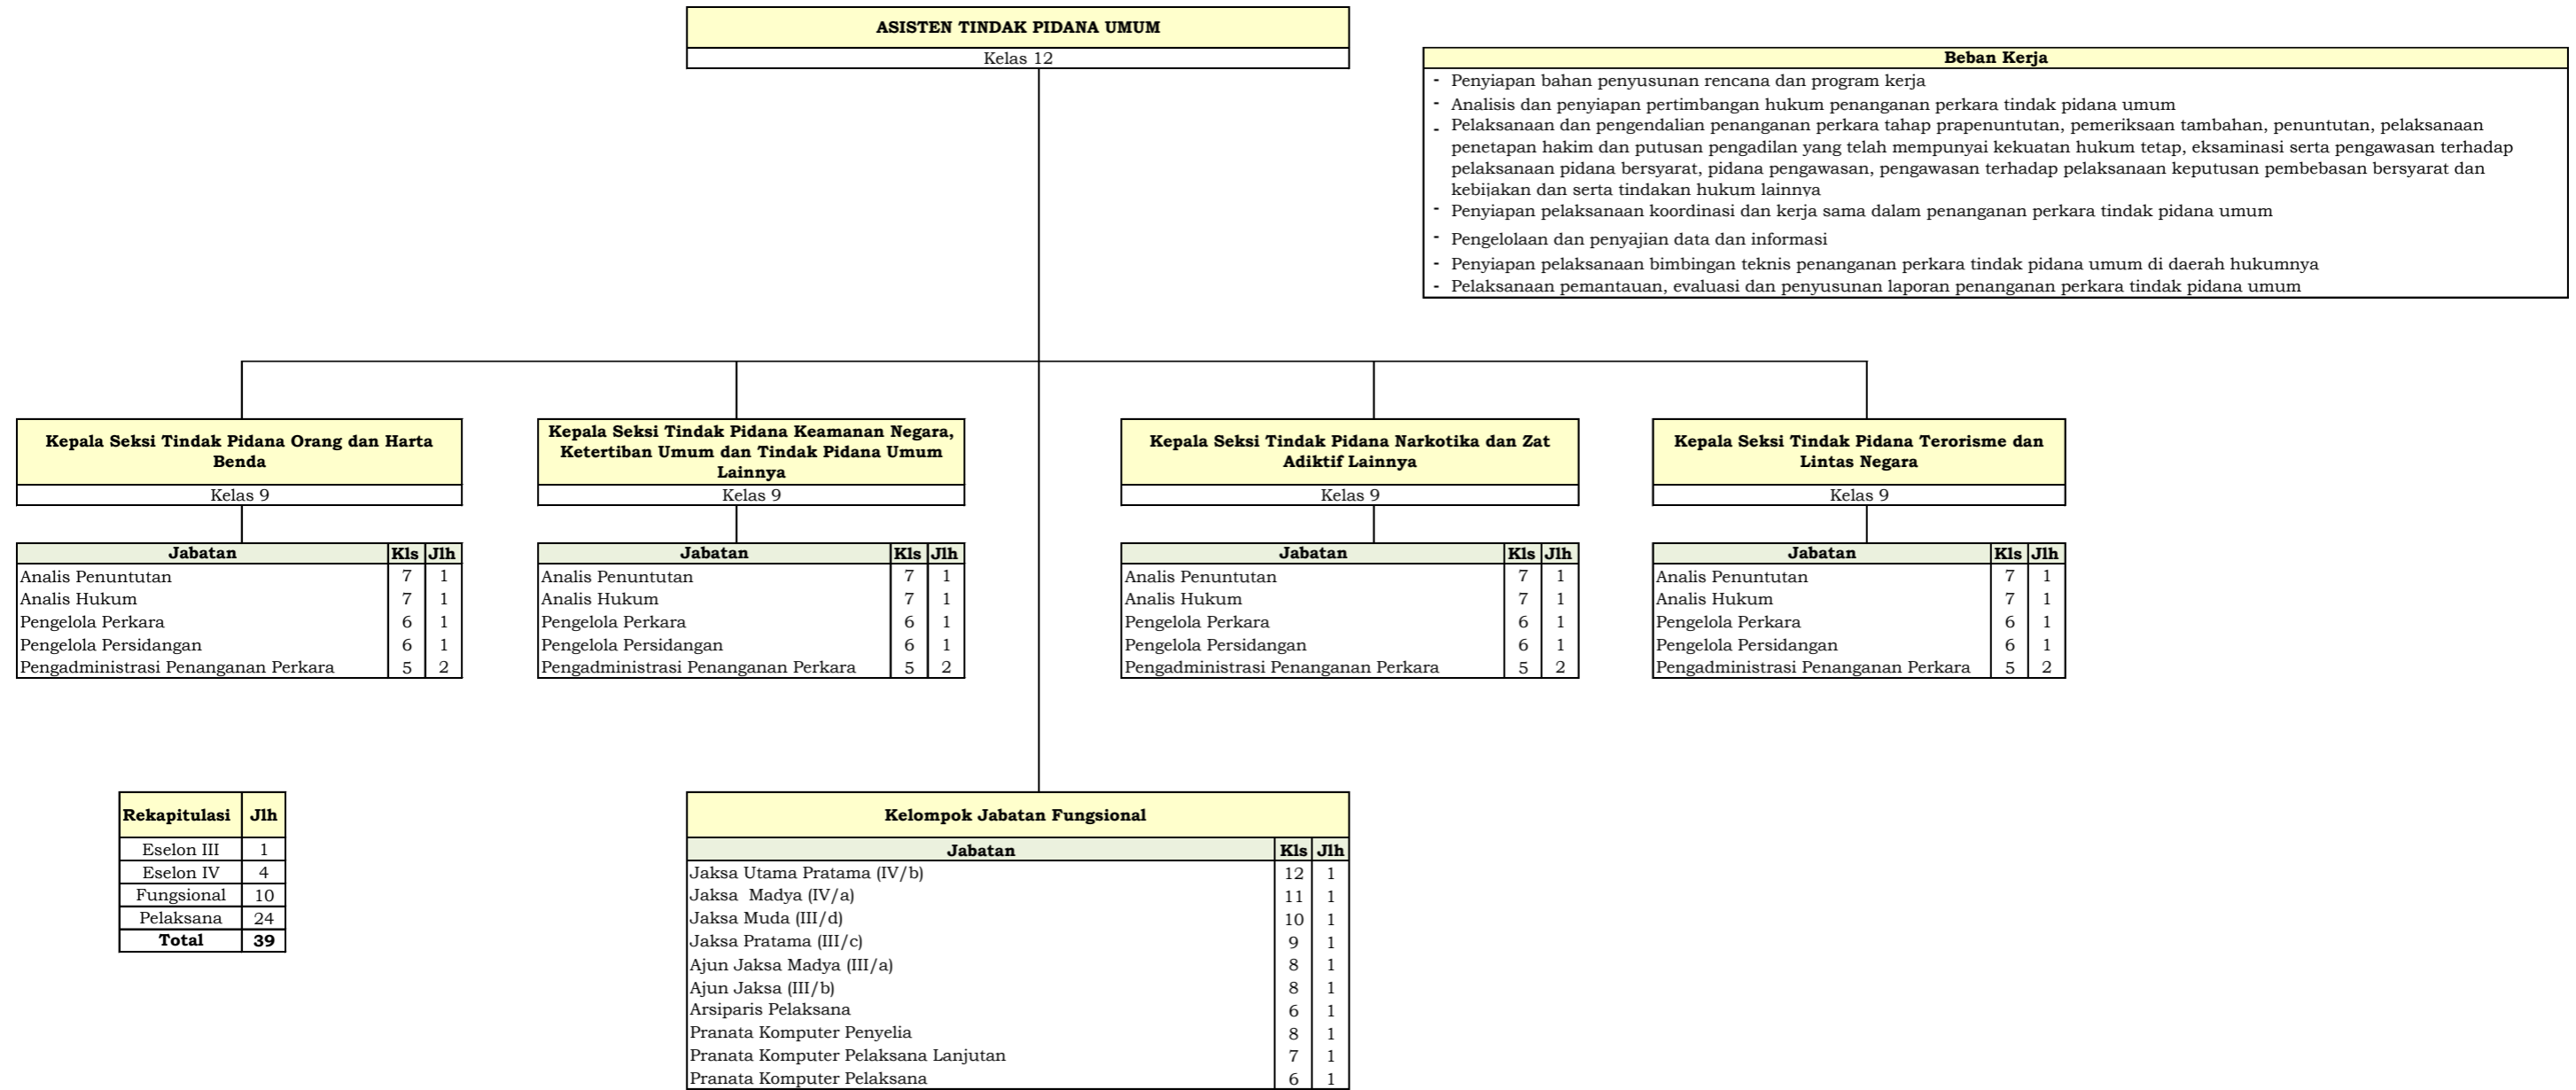 ASISTEN TINDAK PIDANA UMUM
Kelas 12
Beban Kerja
- Penyiapan bahan penyusunan rencana dan program kerja
- Analisis dan penyiapan pertimbangan hukum penanganan perkara tindak pidana umum
- Pelaksanaan dan pengendalian penanganan perkara tahap prapenuntutan, pemeriksaan tambahan, penuntutan, pelaksanaan
penetapan hakim dan putusan pengadilan yang telah mempunyai kekuatan hukum tetap, eksaminasi serta pengawasan terhadap
pelaksanaan pidana bersyarat, pidana pengawasan, pengawasan terhadap pelaksanaan keputusan pembebasan bersyarat dan
kebijakan dan serta tindakan hukum lainnya
- Penyiapan pelaksanaan koordinasi dan kerja sama dalam penanganan perkara tindak pidana umum
- Pengelolaan dan penyajian data dan informasi
- Penyiapan pelaksanaan bimbingan teknis penanganan perkara tindak pidana umum di daerah hukumnya
- Pelaksanaan pemantauan, evaluasi dan penyusunan laporan penanganan perkara tindak pidana umum
Kepala Seksi Tindak Pidana Orang dan Harta
Benda
Kelas 9
Jabatan Kls Jlh
Analis Penuntutan 7 1
Analis Hukum 7 1
Pengelola Perkara 6 1
Pengelola Persidangan 6 1
Pengadministrasi Penanganan Perkara 5 2
Kepala Seksi Tindak Pidana Keamanan Negara,
Ketertiban Umum dan Tindak Pidana Umum
Lainnya
Kelas 9
Jabatan Kls Jlh
Analis Penuntutan 7 1
Analis Hukum 7 1
Pengelola Perkara 6 1
Pengelola Persidangan 6 1
Pengadministrasi Penanganan Perkara 5 2
Kepala Seksi Tindak Pidana Narkotika dan Zat
Adiktif Lainnya
Kelas 9
Jabatan Kls Jlh
Analis Penuntutan 7 1
Analis Hukum 7 1
Pengelola Perkara 6 1
Pengelola Persidangan 6 1
Pengadministrasi Penanganan Perkara 5 2
Kepala Seksi Tindak Pidana Terorisme dan
Lintas Negara
Kelas 9
Jabatan Kls Jlh
Analis Penuntutan 7 1
Analis Hukum 7 1
Pengelola Perkara 6 1
Pengelola Persidangan 6 1
Pengadministrasi Penanganan Perkara 5 2
Rekapitulasi Jlh
Eselon III 1
Eselon IV 4
Fungsional 10
Pelaksana 24
Total 39
Kelompok Jabatan Fungsional
Jabatan Kls Jlh
Jaksa Utama Pratama (IV/b) 12 1
Jaksa Madya (IV/a) 11 1
Jaksa Muda (III/d) 10 1
Jaksa Pratama (III/c) 9 1
Ajun Jaksa Madya (III/a) 8 1
Ajun Jaksa (III/b) 8 1
Arsiparis Pelaksana 6 1
Pranata Komputer Penyelia 8 1
Pranata Komputer Pelaksana Lanjutan 7 1
Pranata Komputer Pelaksana 6 1